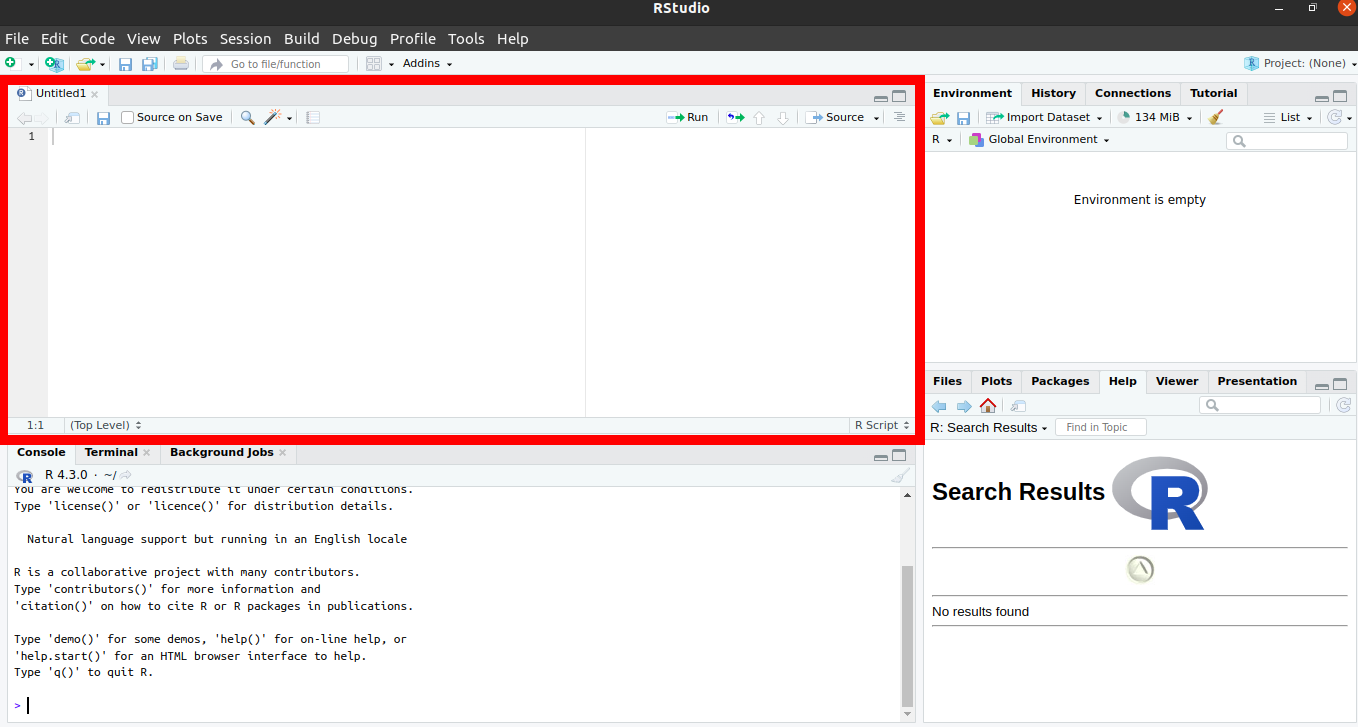 RStudio
File Edit Code View Plots Session Build Debug Profile Tools Help
Go to file/function Addins Project: (None)
Untitled1
Source on Save Run Source
1
1:1 (Top Level) R Script
Console Terminal Background Jobs
R 4.3.0 · ~/
You are welcome to redistribute it under certain conditions.
Type 'license()' or 'licence()' for distribution details.
Natural language support but running in an English locale
R is a collaborative project with many contributors.
Type 'contributors()' for more information and
'citation()' on how to cite R or R packages in publications.
Type 'demo()' for some demos, 'help()' for on-line help, or
'help.start()' for an HTML browser interface to help.
Type 'q()' to quit R.
>
Environment History Connections Tutorial
Import Dataset 134 MiB List
R Global Environment
Environment is empty
Files Plots Packages Help Viewer Presentation
R: Search Results Find in Topic
Search Results R
No results found